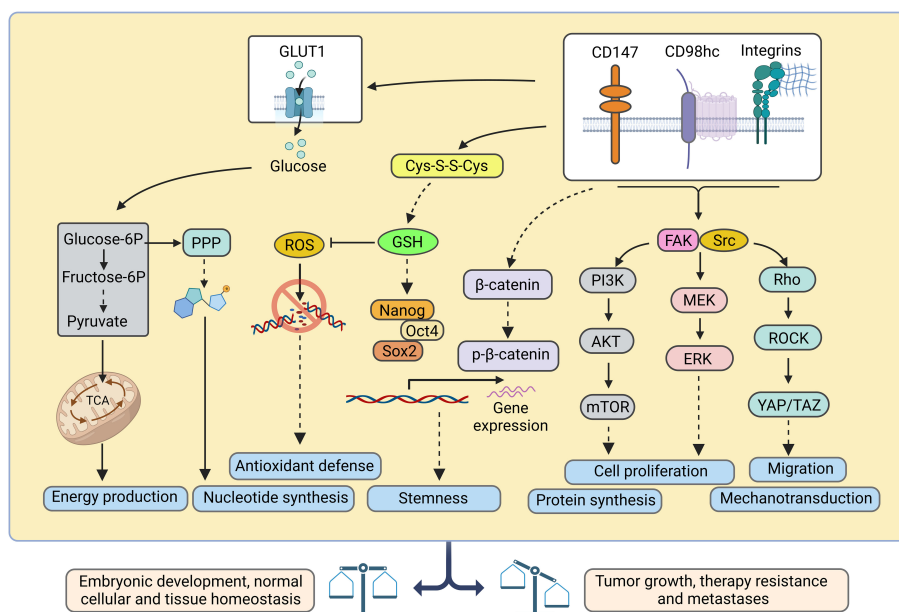 GLUT1
CD147
CD98hc
Integrins
Glucose
Cys-S-S-Cys
Glucose-6P
Fructose-6P
Pyruvate
PPP
ROS
GSH
FAK
Src
β-catenin
PI3K
MEK
Rho
Nanog
Oct4
Sox2
p-β-catenin
AKT
ERK
ROCK
TCA
Gene
expression
mTOR
YAP/TAZ
Antioxidant defense
Cell proliferation
Migration
Energy production
Nucleotide synthesis
Stemness
Protein synthesis
Mechanotransduction
Embryonic development, normal
cellular and tissue homeostasis
Tumor growth, therapy resistance
and metastases